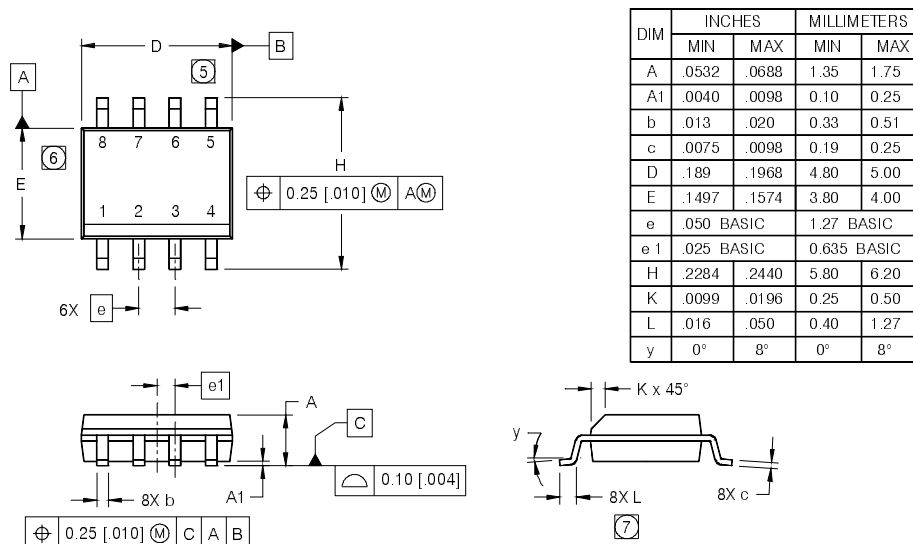 D
B
5
A
8 7 6 5
6
E
H
⌖ 0.25 [.010] Ⓜ AⓂ
1 2 3 4
6X e
DIM INCHES MILLIMETERS
MIN MAX MIN MAX
A .0532 .0688 1.35 1.75
A1 .0040 .0098 0.10 0.25
b .013 .020 0.33 0.51
c .0075 .0098 0.19 0.25
D .189 .1968 4.80 5.00
E .1497 .1574 3.80 4.00
e .050 BASIC 1.27 BASIC
e 1 .025 BASIC 0.635 BASIC
H .2284 .2440 5.80 6.20
K .0099 .0196 0.25 0.50
L .016 .050 0.40 1.27
y 0° 8° 0° 8°
e1
A
C
⌓ 0.10 [.004]
A1
8X b
⌖ 0.25 [.010] Ⓜ C A B
K x 45°
y
8X L
8X c
7